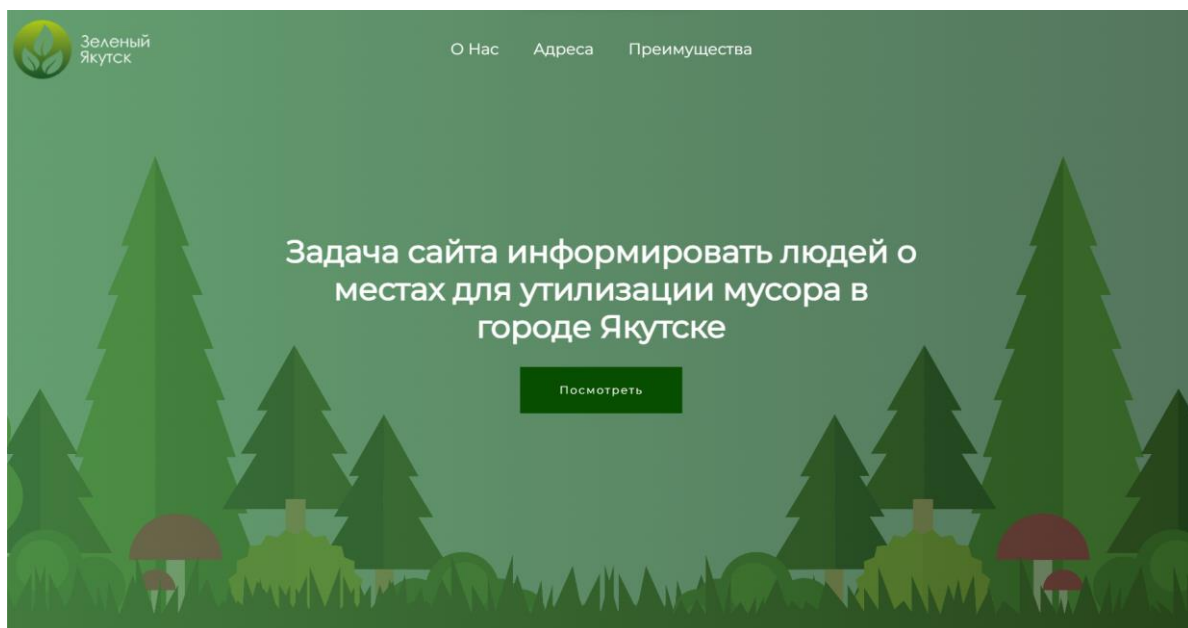 Зеленый
Якутск
О Нас Адреса Преимущества
Задача сайта информировать людей о
местах для утилизации мусора в
городе Якутске
Посмотреть